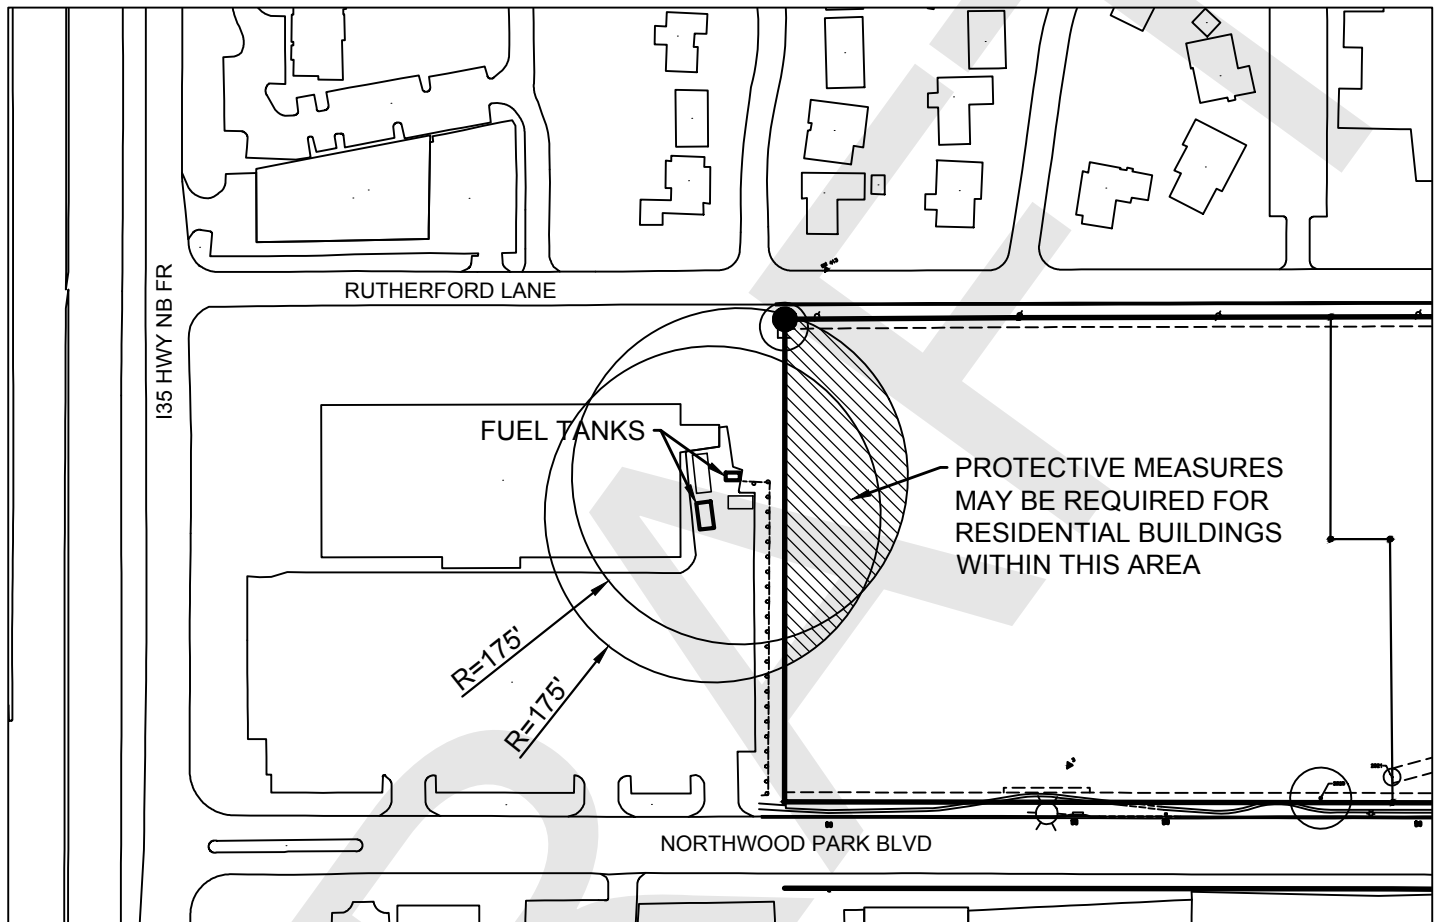 RUTHERFORD LANE
I35 HWY NB FR
FUEL TANKS
PROTECTIVE MEASURES
MAY BE REQUIRED FOR
RESIDENTIAL BUILDINGS
WITHIN THIS AREA
R=175'
R=175'
NORTHWOOD PARK BLVD
DRAFT